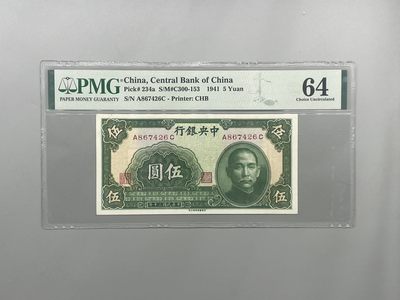 PMG
PAPER MONEY GUARANTY
China, Central Bank of China
Pick# 234a S/M#C300-153 1941 5 Yuan
S/N A867426C - Printer: CHB
64
Choice Uncirculated
伍 行銀央中 伍
A867426C A867426C
圓伍
伍 伍